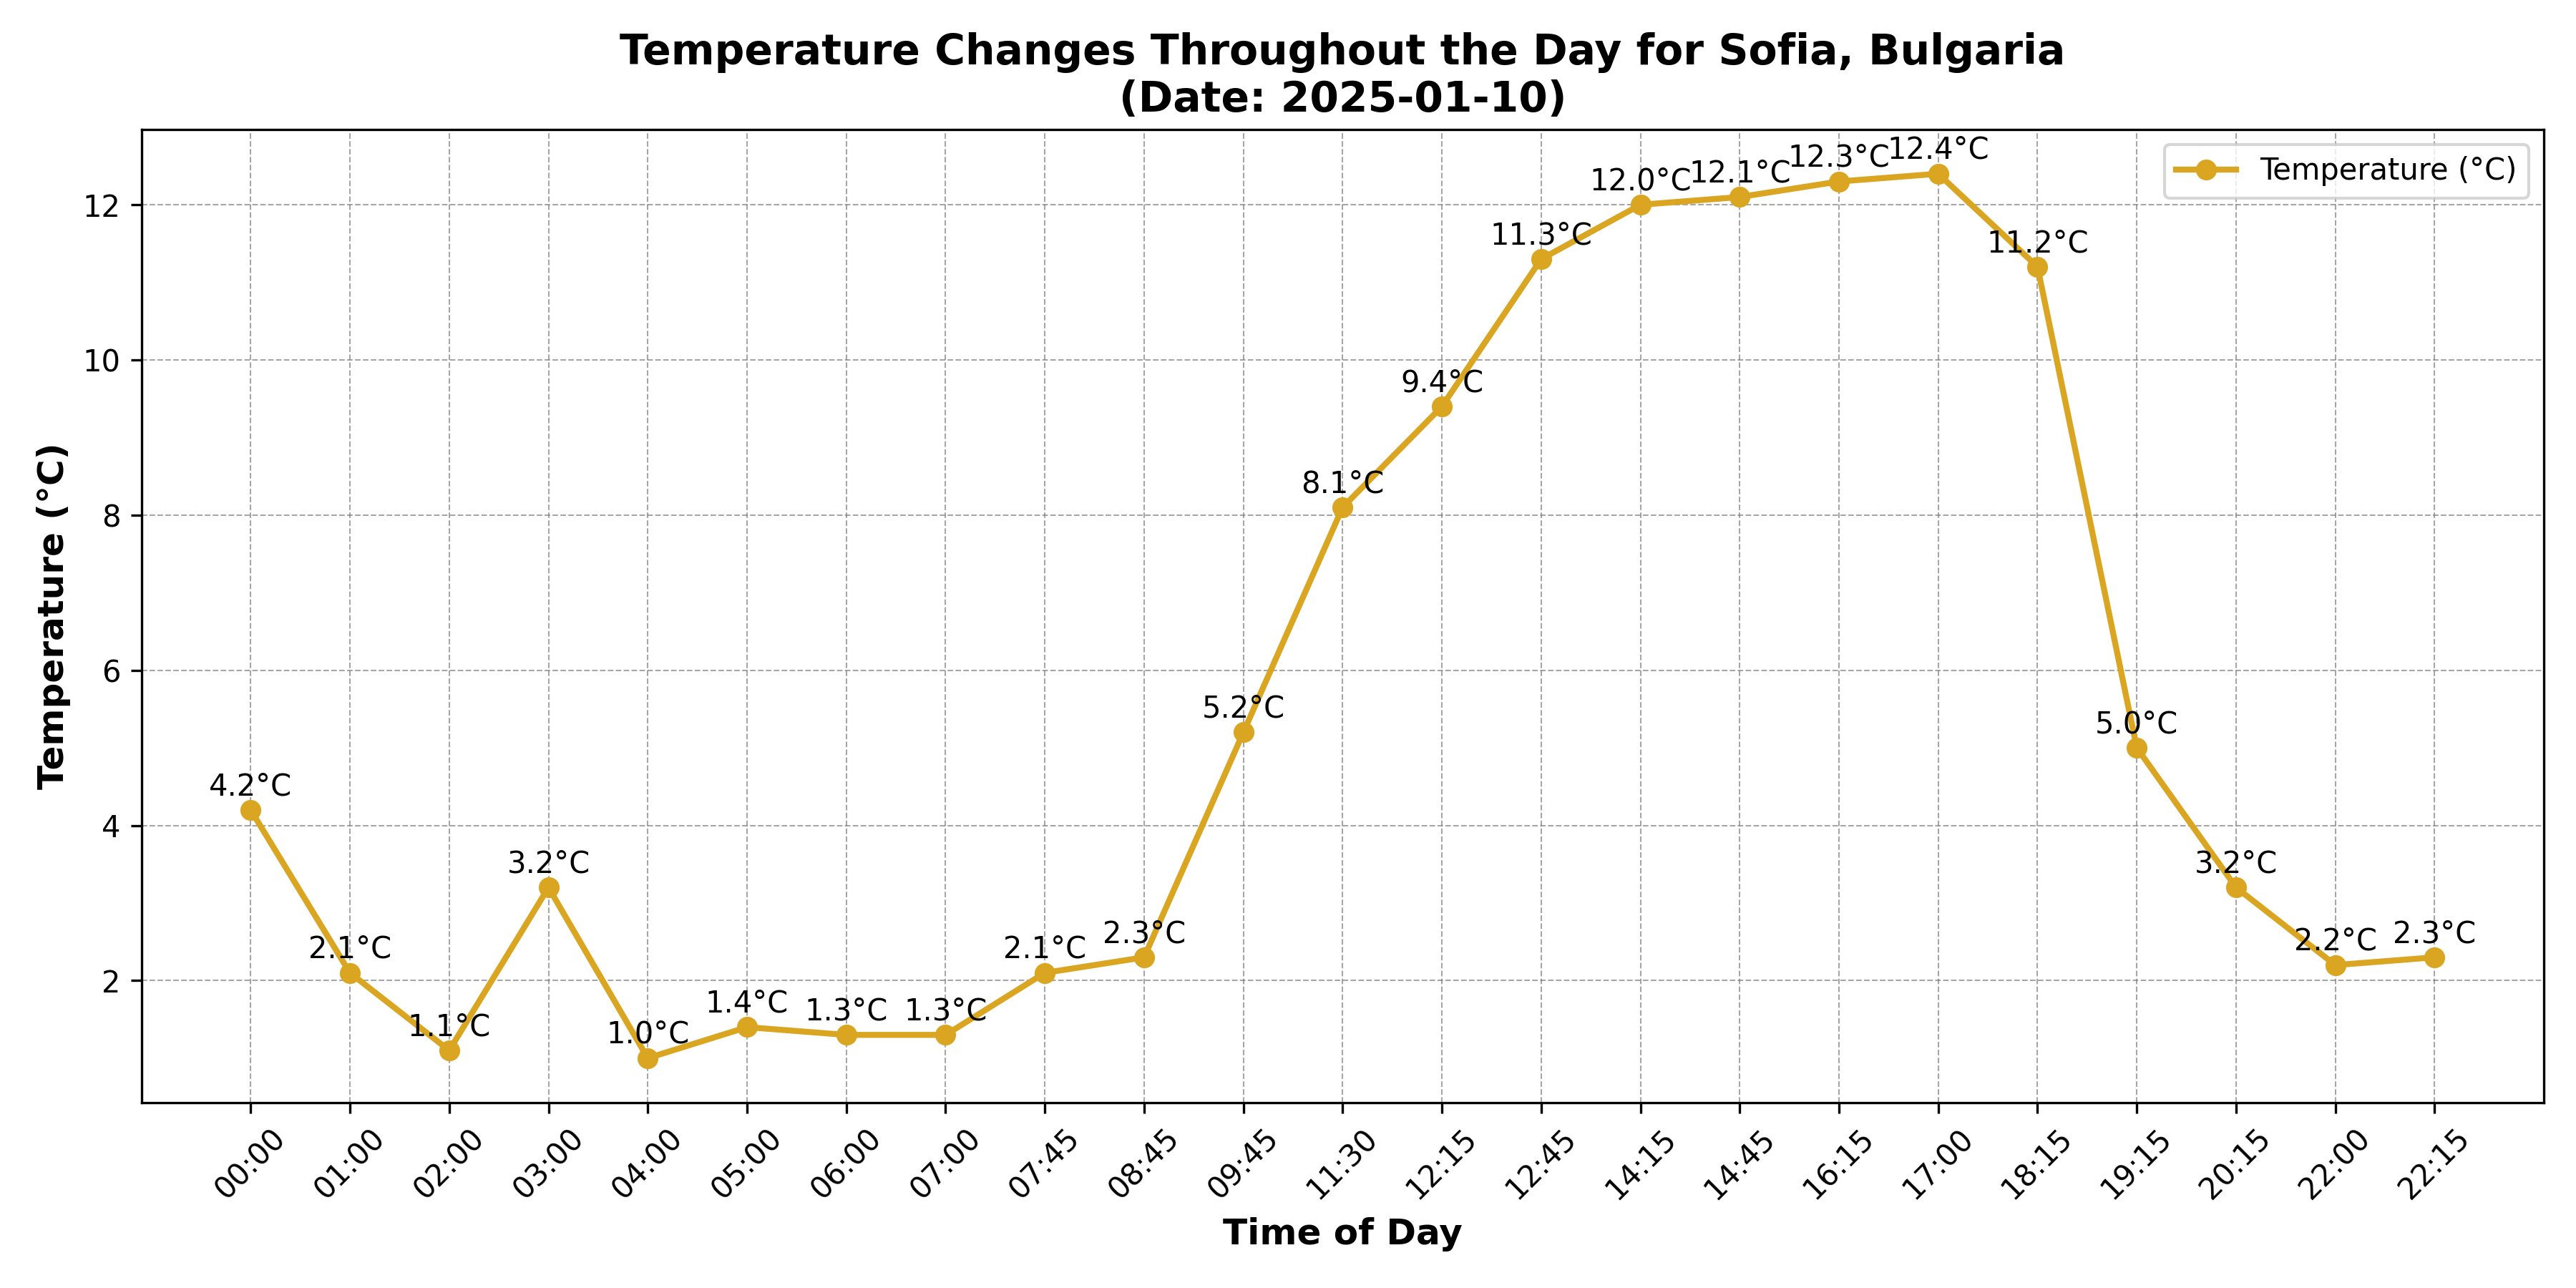 Temperature Changes Throughout the Day for Sofia, Bulgaria
(Date: 2025-01-10)
Temperature (°C)
Temperature (°C)
12
10
8
6
4
2
4.2°C
2.1°C
1.1°C
3.2°C
1.0°C
1.4°C
1.3°C
1.3°C
2.1°C
2.3°C
5.2°C
8.1°C
9.4°C
11.3°C
12.0°C
12.1°C
12.3°C
12.4°C
11.2°C
5.0°C
3.2°C
2.2°C
2.3°C
00:00
01:00
02:00
03:00
04:00
05:00
06:00
07:00
07:45
08:45
09:45
11:30
12:15
12:45
14:15
14:45
16:15
17:00
18:15
19:15
20:15
22:00
22:15
Time of Day